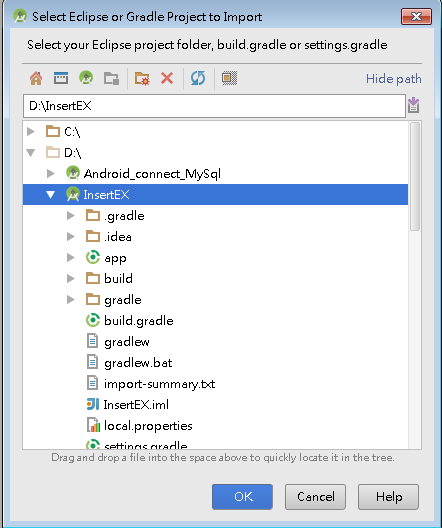 Select Eclipse or Gradle Project to Import
Select your Eclipse project folder, build.gradle or settings.gradle
Hide path
D:\InsertEX
C:\
D:\
Android_connect_MySql
InsertEX
.gradle
.idea
app
build
gradle
build.gradle
gradlew
gradlew.bat
import-summary.txt
InsertEX.iml
local.properties
settings.gradle
Drag and drop a file into the space above to quickly locate it in the tree.
OK Cancel Help